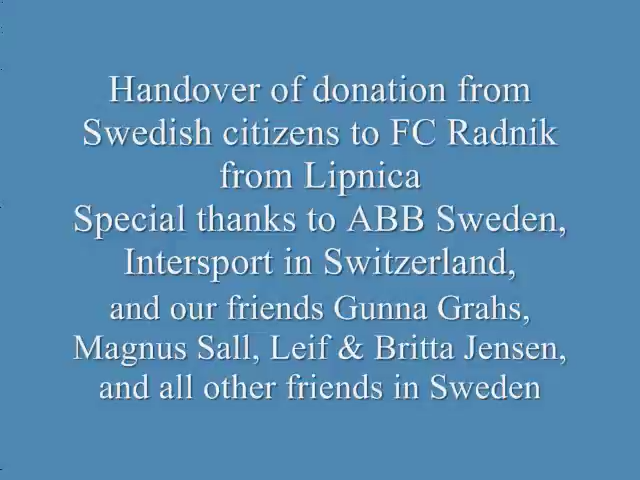 Handover of donation from
Swedish citizens to FC Radnik
from Lipnica
Special thanks to ABB Sweden,
Intersport in Switzerland,
and our friends Gunna Grahs,
Magnus Sall, Leif & Britta Jensen,
and all other friends in Sweden